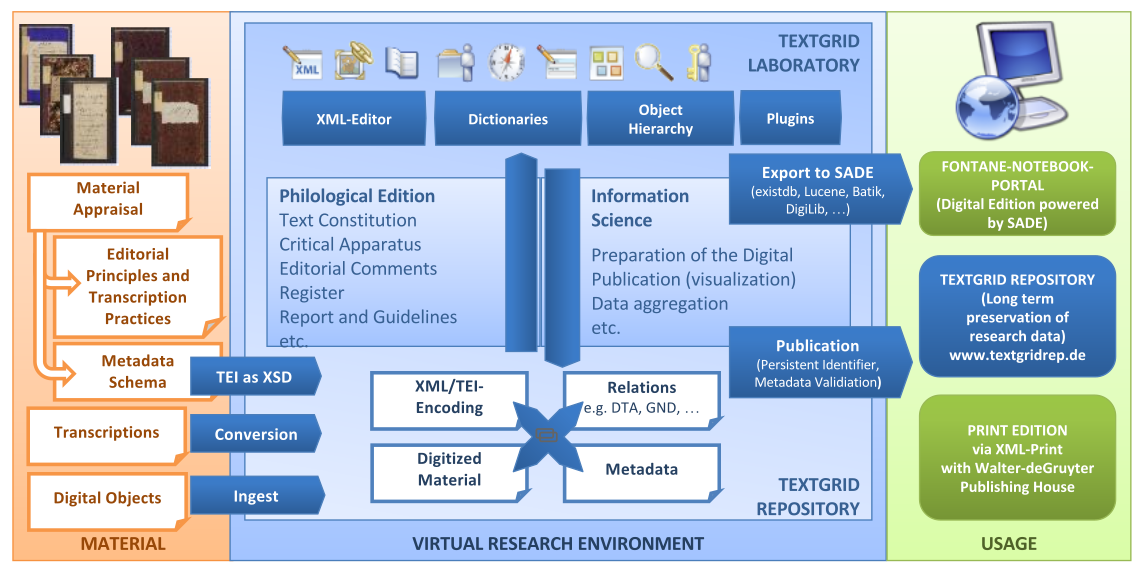 Material
Appraisal
Editorial
Principles and
Transcription
Practices
Metadata
Schema
Transcriptions
Digital Objects
MATERIAL
TEI as XSD
Conversion
Ingest
TEXTGRID
LABORATORY
XML
XML-Editor
Dictionaries
Object
Hierarchy
Plugins
Philological Edition
Text Constitution
Critical Apparatus
Editorial Comments
Register
Report and Guidelines
etc.
Information
Science
Preparation of the Digital
Publication (visualization)
Data aggregation
etc.
Export to SADE
(existdb, Lucene, Batik,
DigiLib, …)
Publication
(Persistent Identifier,
Metadata Validiation)
XML/TEI-
Encoding
Relations
e.g. DTA, GND, …
Digitized
Material
Metadata
TEXTGRID
REPOSITORY
VIRTUAL RESEARCH ENVIRONMENT
FONTANE-NOTEBOOK-
PORTAL
(Digital Edition powered
by SADE)
TEXTGRID REPOSITORY
(Long term
preservation of
research data)
www.textgridrep.de
PRINT EDITION
via XML-Print
with Walter-deGruyter
Publishing House
USAGE